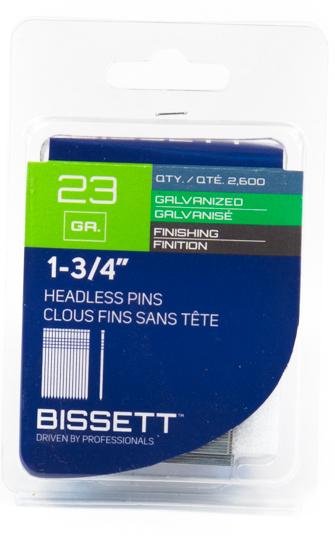 23
GA.
QTY. / QTÉ. 2,600
GALVANIZED
GALVANISÉ
FINISHING
FINITION
1-3/4"
HEADLESS PINS
CLOUS FINS SANS TÊTE
BISSETT™
DRIVEN BY PROFESSIONALS